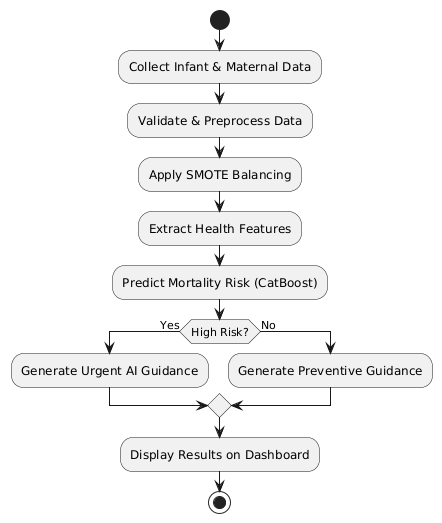 Collect Infant & Maternal Data
Validate & Preprocess Data
Apply SMOTE Balancing
Extract Health Features
Predict Mortality Risk (CatBoost)
Yes
High Risk?
No
Generate Urgent AI Guidance
Generate Preventive Guidance
Display Results on Dashboard